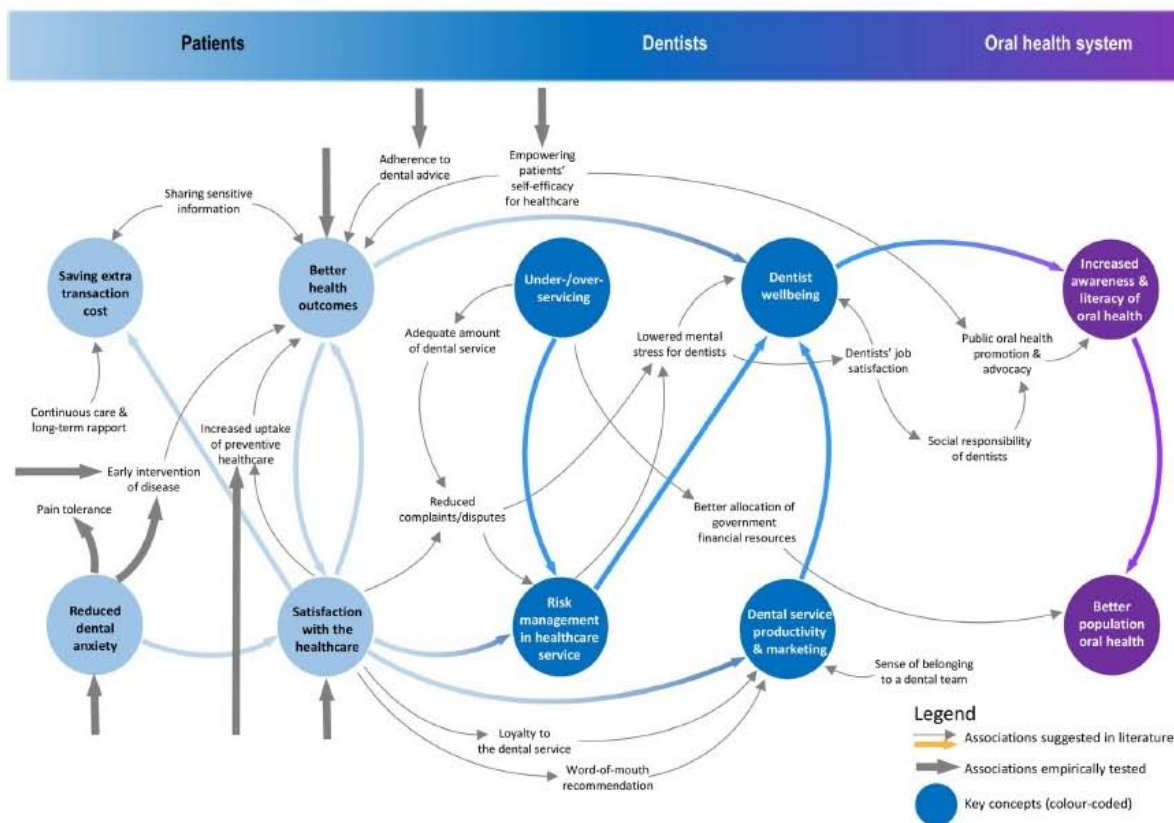 Patients
Dentists
Oral health system
Adherence to
dental advice
Empowering
patients'
self-efficacy
for healthcare
Sharing sensitive
information
Saving extra
transaction
cost
Better
health
outcomes
Under-/over-
servicing
Dentist
wellbeing
Increased
awareness &
literacy of
oral health
Adequate amount
of dental service
Lowered mental
stress for dentists
Dentists' job
satisfaction
Public oral health
promotion &
advocacy
Continuous care &
long-term rapport
Increased uptake
of preventive
healthcare
Early intervention
of disease
Social responsibility
of dentists
Pain tolerance
Reduced
complaints/disputes
Better allocation of
government
financial resources
Reduced
dental
anxiety
Satisfaction
with the
healthcare
Risk
management
in healthcare
service
Dental service
productivity
& marketing
Better
population
oral health
Sense of belonging
to a dental team
Loyalty to
the dental service
Word-of-mouth
recommendation
Legend
Associations suggested in literature
Associations empirically tested
Key concepts (colour-coded)